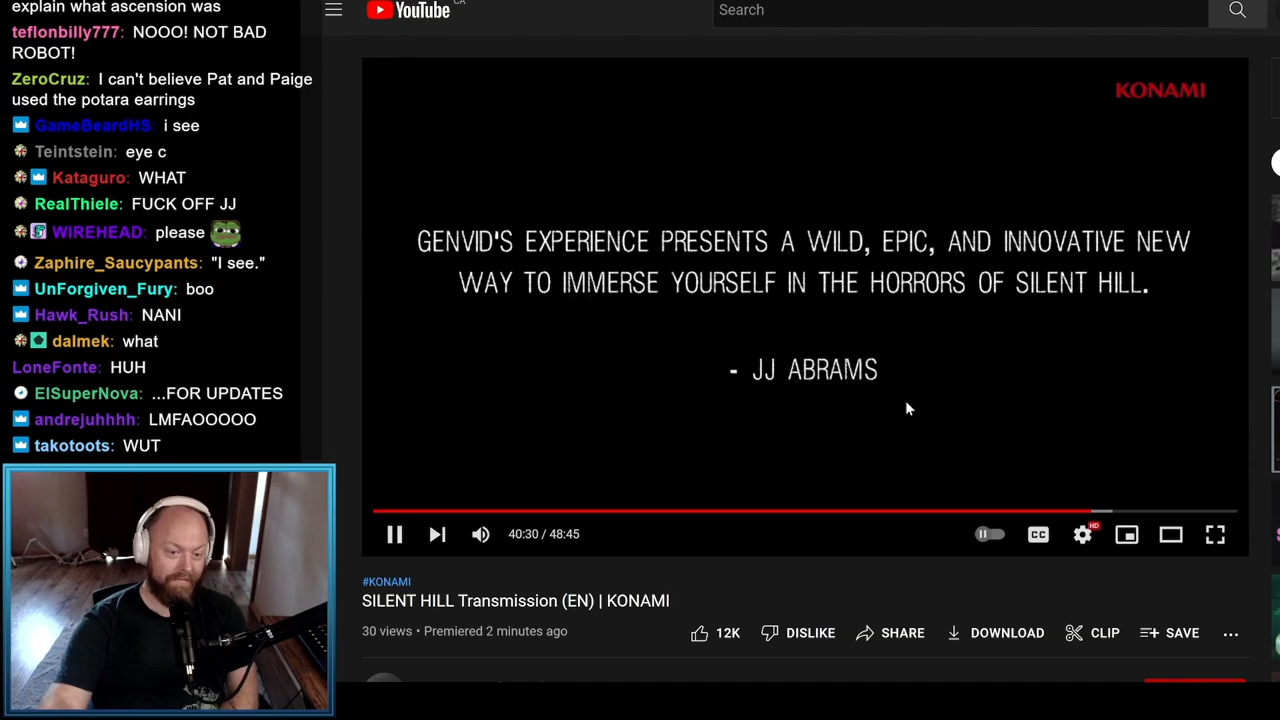 explain what ascension was
teflonbilly777: NOOO! NOT BAD
ROBOT!
ZeroCruz: I can't believe Pat and Paige
used the potara earrings
GameBeardHS: i see
Teintstein: eye c
Kataguro: WHAT
RealThiele: FUCK OFF JJ
WIREHEAD: please
Zaphire_Saucypants: "I see."
UnForgiven_Fury: boo
Hawk_Rush: NANI
dalmek: what
LoneFonte: HUH
ElSuperNova: ...FOR UPDATES
andrejuhhhh: LMFAOOOOO
takotoots: WUT
YouTube CA
Search
KONAMI
GENVID'S EXPERIENCE PRESENTS A WILD, EPIC, AND INNOVATIVE NEW
WAY TO IMMERSE YOURSELF IN THE HORRORS OF SILENT HILL.
- JJ ABRAMS
40:30 / 48:45
CC
HD
#KONAMI
SILENT HILL Transmission (EN) | KONAMI
30 views • Premiered 2 minutes ago
12K DISLIKE SHARE DOWNLOAD CLIP SAVE ...